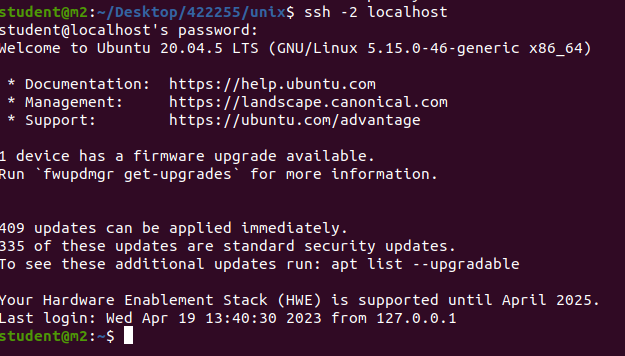 student@m2:~/Desktop/422255/unix$ ssh -2 localhost
student@localhost's password:
Welcome to Ubuntu 20.04.5 LTS (GNU/Linux 5.15.0-46-generic x86_64)
* Documentation:  https://help.ubuntu.com
* Management:     https://landscape.canonical.com
* Support:        https://ubuntu.com/advantage
1 device has a firmware upgrade available.
Run `fwupdmgr get-upgrades` for more information.
409 updates can be applied immediately.
335 of these updates are standard security updates.
To see these additional updates run: apt list --upgradable
Your Hardware Enablement Stack (HWE) is supported until April 2025.
Last login: Wed Apr 19 13:40:30 2023 from 127.0.0.1
student@m2:~$